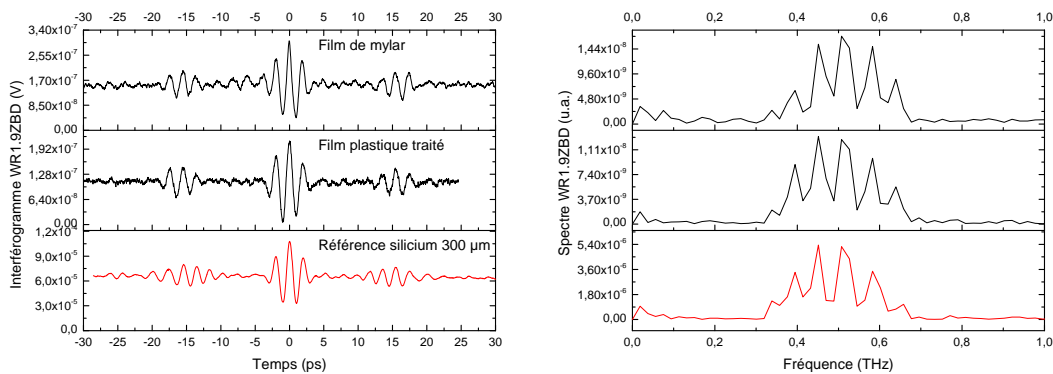 -30 -25 -20 -15 -10 -5 0 5 10 15 20 25 30
3,40x10⁻⁷
2,55x10⁻⁷
1,70x10⁻⁷
8,50x10⁻⁸
0,00
Film de mylar
1,92x10⁻⁷
1,28x10⁻⁷
6,40x10⁻⁸
0,00
Film plastique traité
1,2x10⁻⁴
9,0x10⁻⁵
6,0x10⁻⁵
3,0x10⁻⁵
0,0
Référence silicium 300 µm
-30 -25 -20 -15 -10 -5 0 5 10 15 20 25 30
Temps (ps)
Interférogramme WR1.9ZBD (V)
0,0 0,2 0,4 0,6 0,8 1,0
1,44x10⁻⁸
9,60x10⁻⁹
4,80x10⁻⁹
0,00
1,11x10⁻⁸
7,40x10⁻⁹
3,70x10⁻⁹
0,00
5,40x10⁻⁶
3,60x10⁻⁶
1,80x10⁻⁶
0,00
0,0 0,2 0,4 0,6 0,8 1,0
Fréquence (THz)
Spectre WR1.9ZBD (u.a.)